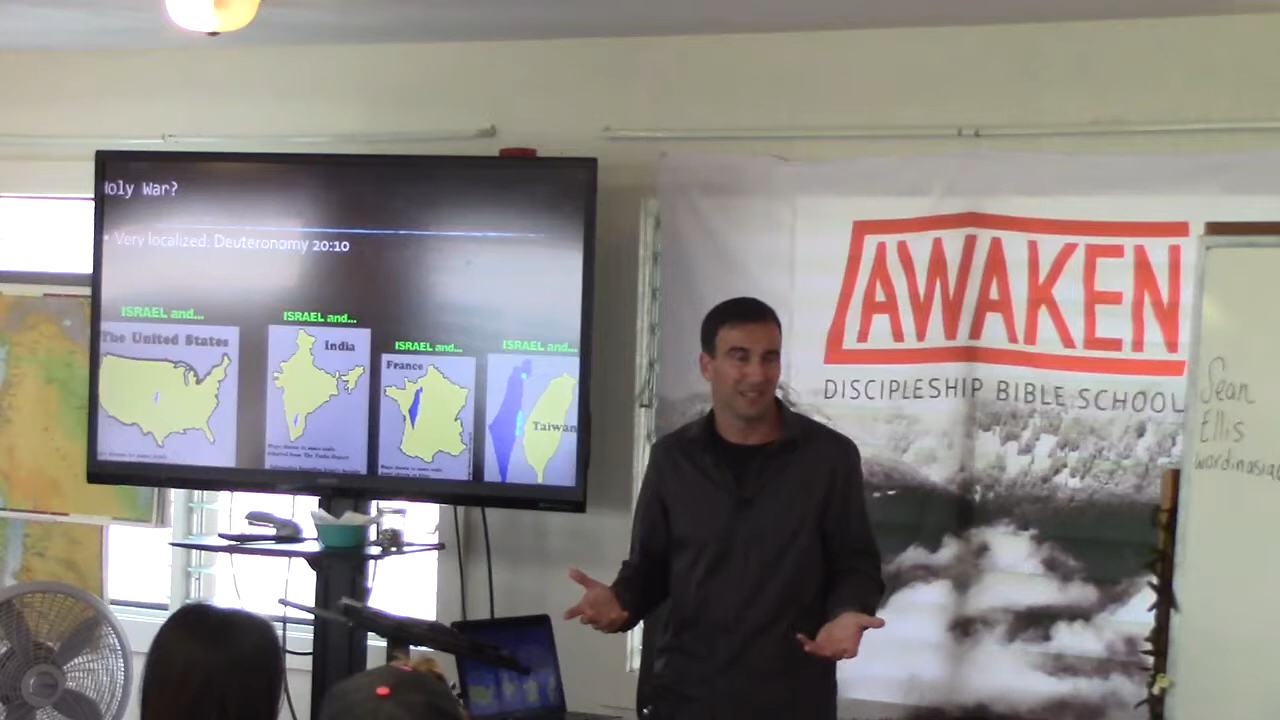 Holy War?
• Very localized: Deuteronomy 20:10
ISRAEL and...
The United States
ISRAEL and...
India
ISRAEL and...
France
ISRAEL and...
Taiwan
AWAKEN
DISCIPLESHIP BIBLE SCHOOL
Sean
Ellis
wordinasia